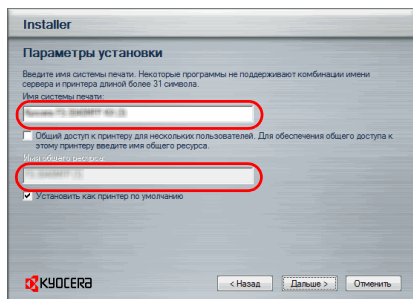 Installer
Параметры установки
Введите имя системы печати. Некоторые программы не поддерживают комбинации имени
сервера и принтера длиной более 31 символа.
Имя системы печати:
Общий доступ к принтеру для нескольких пользователей. Для обеспечения общего доступа к
этому принтеру введите имя общего ресурса.
Имя общего ресурса:
Установить как принтер по умолчанию
KYOCERA
< Назад
Дальше >
Отменить